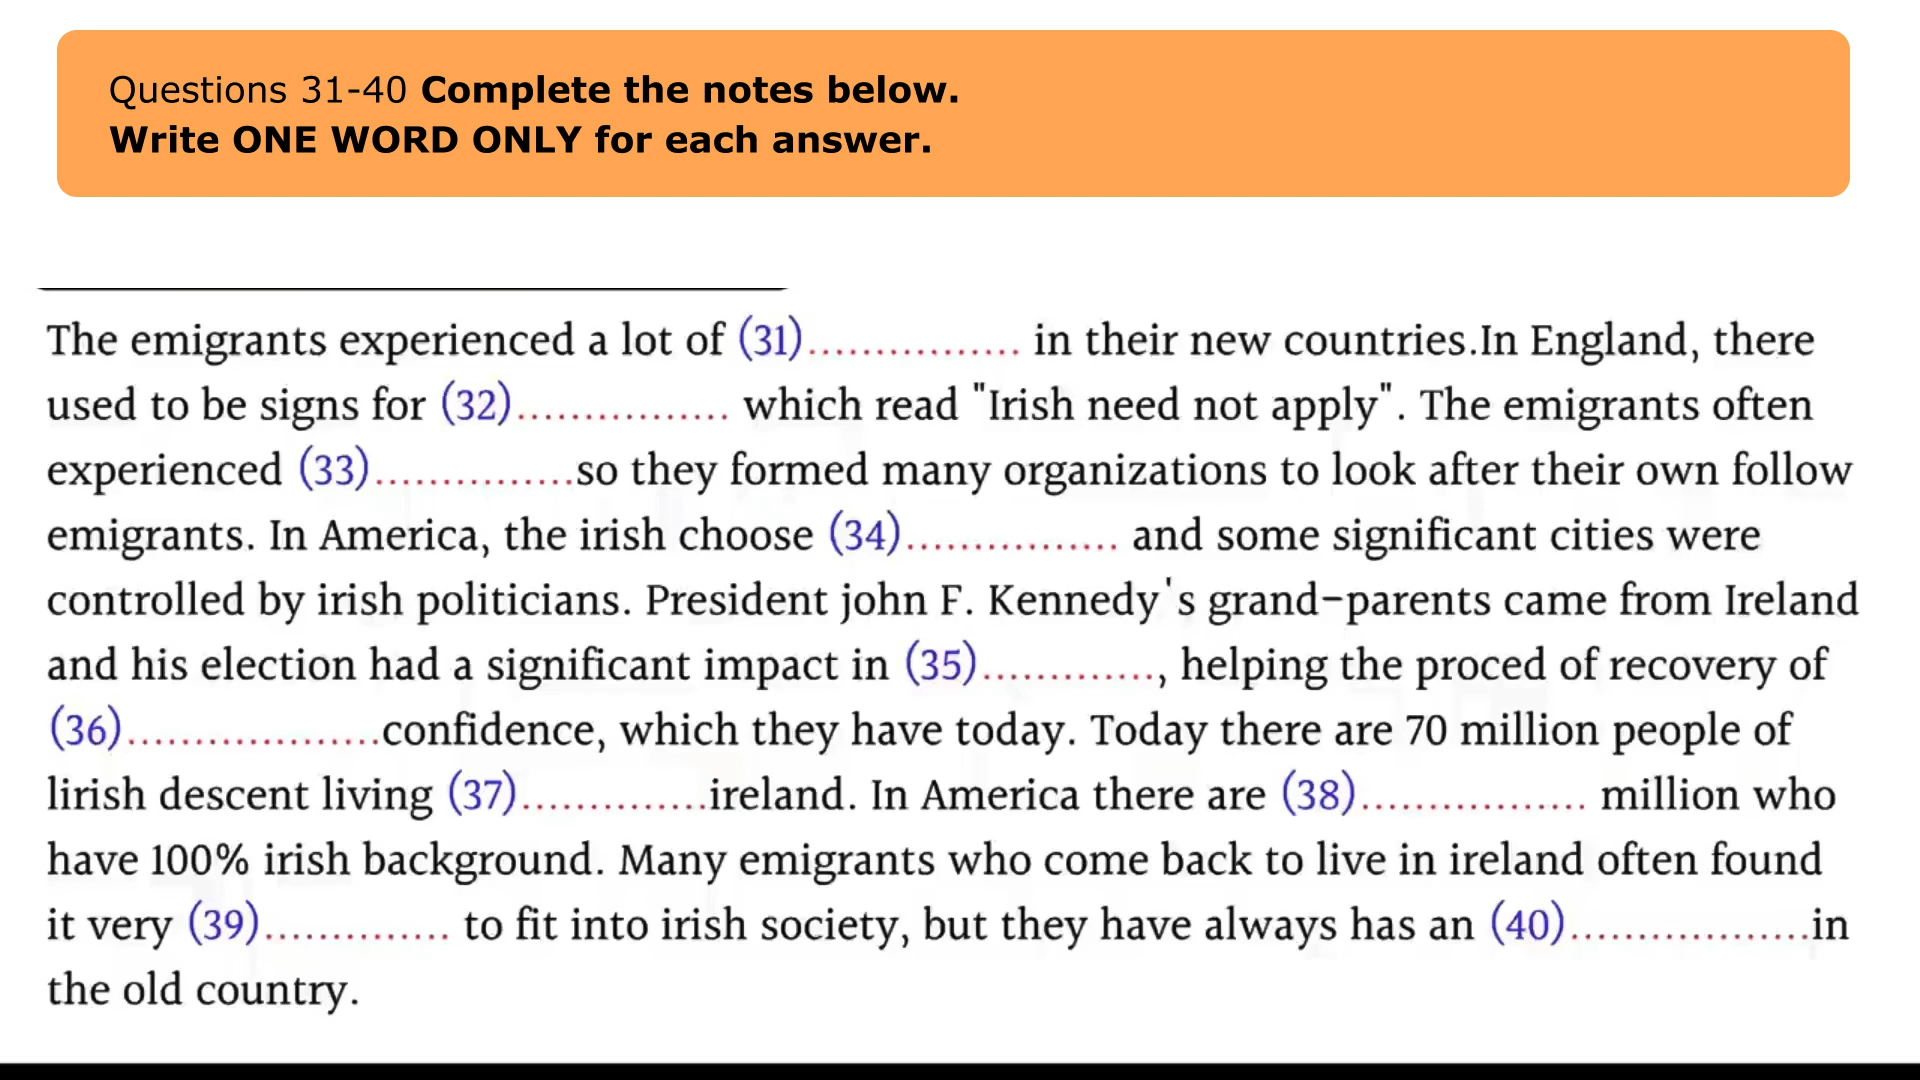 Questions 31-40 Complete the notes below.
Write ONE WORD ONLY for each answer.
The emigrants experienced a lot of (31)................ in their new countries.In England, there
used to be signs for (32)................ which read "Irish need not apply". The emigrants often
experienced (33)...............so they formed many organizations to look after their own follow
emigrants. In America, the irish choose (34)................ and some significant cities were
controlled by irish politicians. President john F. Kennedy's grand-parents came from Ireland
and his election had a significant impact in (35)............., helping the proced of recovery of
(36)...................confidence, which they have today. Today there are 70 million people of
lirish descent living (37)..............ireland. In America there are (38)................. million who
have 100% irish background. Many emigrants who come back to live in ireland often found
it very (39).............. to fit into irish society, but they have always has an (40)..................in
the old country.